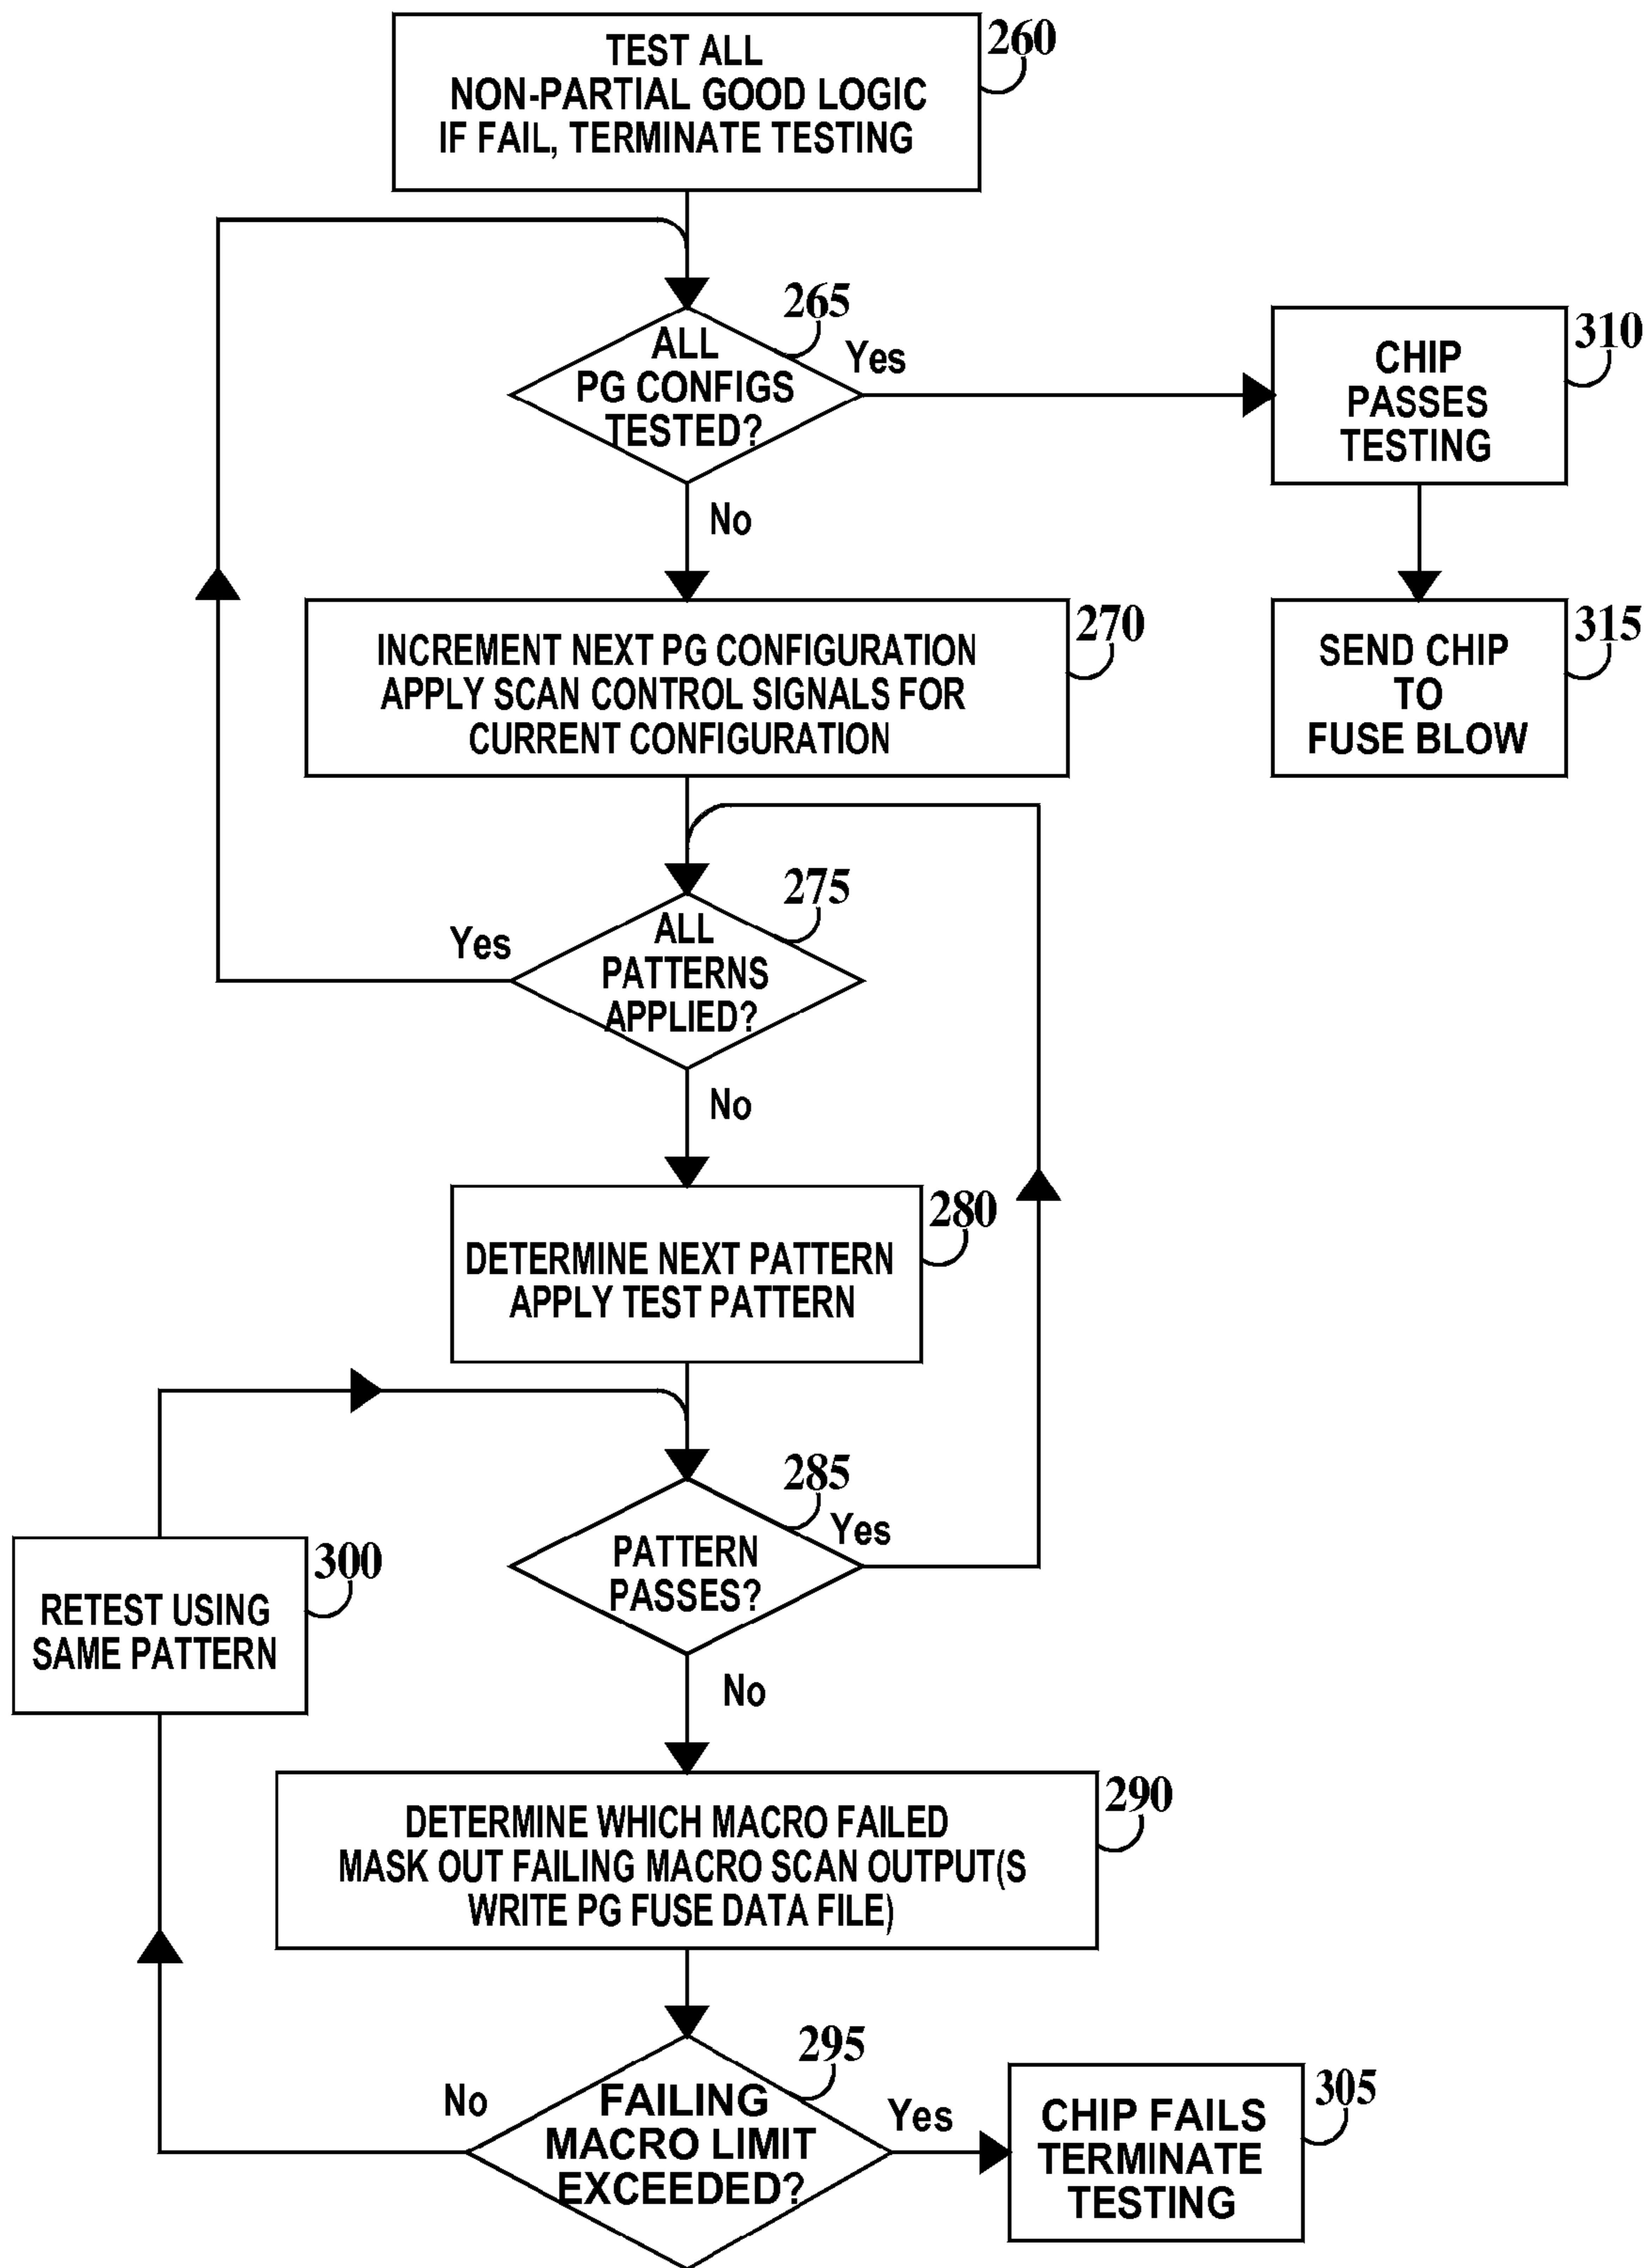 TEST ALL
NON-PARTIAL GOOD LOGIC
IF FAIL, TERMINATE TESTING
260
ALL
PG CONFIGS
TESTED?
265
Yes
No
CHIP
PASSES
TESTING
310
SEND CHIP
TO
FUSE BLOW
315
INCREMENT NEXT PG CONFIGURATION
APPLY SCAN CONTROL SIGNALS FOR
CURRENT CONFIGURATION
270
ALL
PATTERNS
APPLIED?
275
Yes
No
DETERMINE NEXT PATTERN
APPLY TEST PATTERN
280
PATTERN
PASSES?
285
Yes
No
RETEST USING
SAME PATTERN
300
DETERMINE WHICH MACRO FAILED
MASK OUT FAILING MACRO SCAN OUTPUT(S
WRITE PG FUSE DATA FILE)
290
FAILING
MACRO LIMIT
EXCEEDED?
295
No
Yes
CHIP FAILS
TERMINATE
TESTING
305